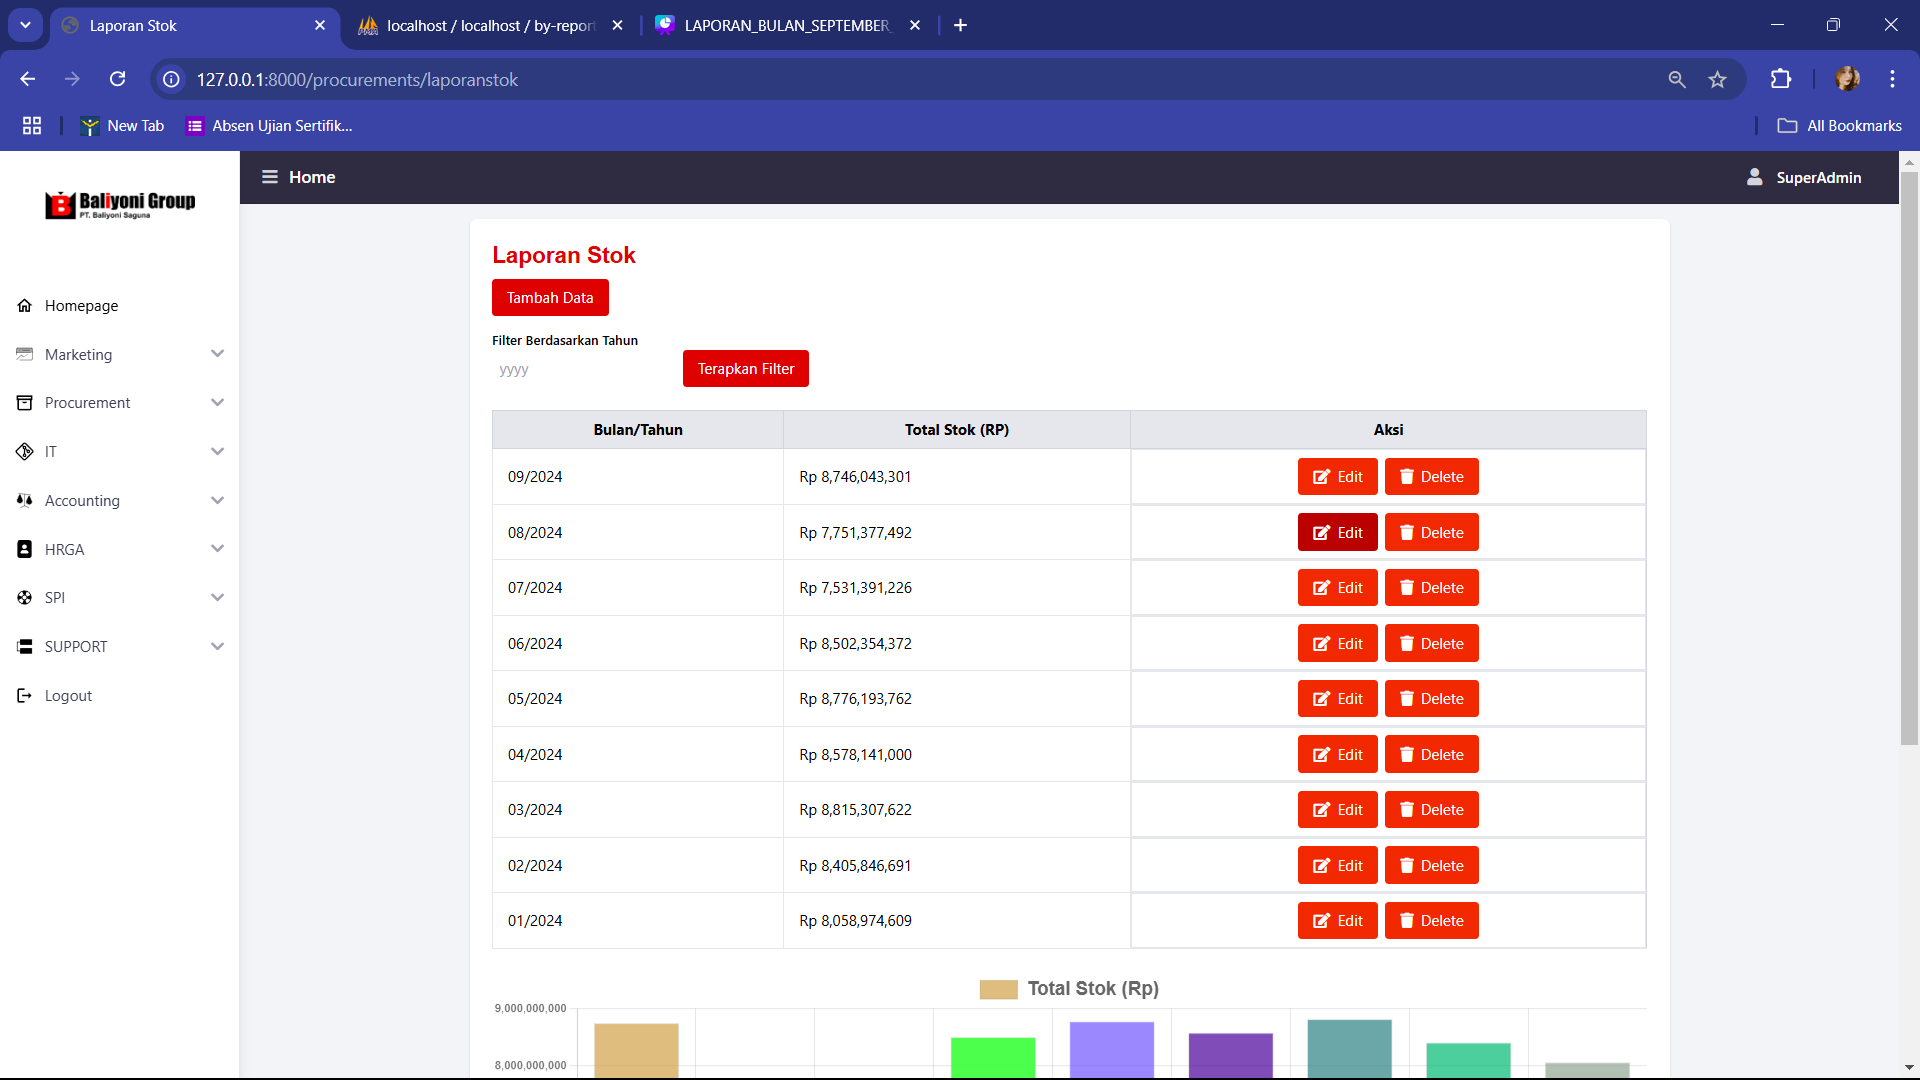 Laporan Stok
localhost / localhost / by-report
LAPORAN_BULAN_SEPTEMBER_
127.0.0.1:8000/procurements/laporanstok
New Tab
Absen Ujian Sertifik...
All Bookmarks
Baliyoni Group
PT. Baliyoni Saguna
Home
SuperAdmin
Homepage
Marketing
Procurement
IT
Accounting
HRGA
SPI
SUPPORT
Logout
Laporan Stok
Tambah Data
Filter Berdasarkan Tahun
yyyy
Terapkan Filter
Bulan/Tahun Total Stok (RP) Aksi
09/2024 Rp 8,746,043,301 Edit Delete
08/2024 Rp 7,751,377,492 Edit Delete
07/2024 Rp 7,531,391,226 Edit Delete
06/2024 Rp 8,502,354,372 Edit Delete
05/2024 Rp 8,776,193,762 Edit Delete
04/2024 Rp 8,578,141,000 Edit Delete
03/2024 Rp 8,815,307,622 Edit Delete
02/2024 Rp 8,405,846,691 Edit Delete
01/2024 Rp 8,058,974,609 Edit Delete
Total Stok (Rp)
9,000,000,000
8,000,000,000